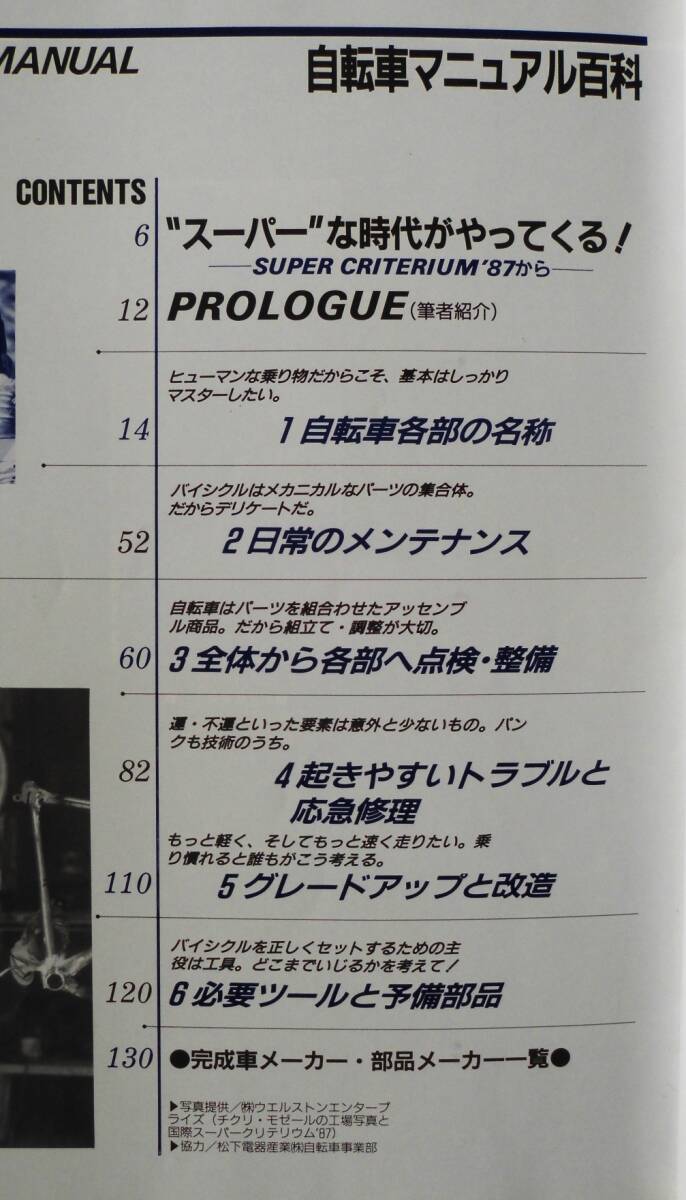 MANUAL
自転車マニュアル百科
CONTENTS
6 “スーパー”な時代がやってくる!
—SUPER CRITERIUM'87から—
12 PROLOGUE(筆者紹介)
ヒューマンな乗り物だからこそ、基本はしっかり
マスターしたい。
14 1 自転車各部の名称
バイシクルはメカニカルなパーツの集合体。
だからデリケートだ。
52 2 日常のメンテナンス
自転車はパーツを組合わせたアッセンブ
ル商品。だから組立て・調整が大切。
60 3 全体から各部へ点検・整備
運・不運といった要素は意外と少ないもの。パン
クも技術のうち。
82 4 起きやすいトラブルと
応急修理
もっと軽く、そしてもっと速く走りたい。乗
り慣れると誰もがこう考える。
110 5 グレードアップと改造
バイシクルを正しくセットするための主
役は工具。どこまでいじるかを考えて!
120 6 必要ツールと予備部品
130 ●完成車メーカー・部品メーカー一覧●
▶写真提供/㈱ウエルストンエンタープ
ライズ(チクリ・モゼールの工場写真と
国際スーパークリテリウム'87)
▶協力/松下電器産業㈱自転車事業部